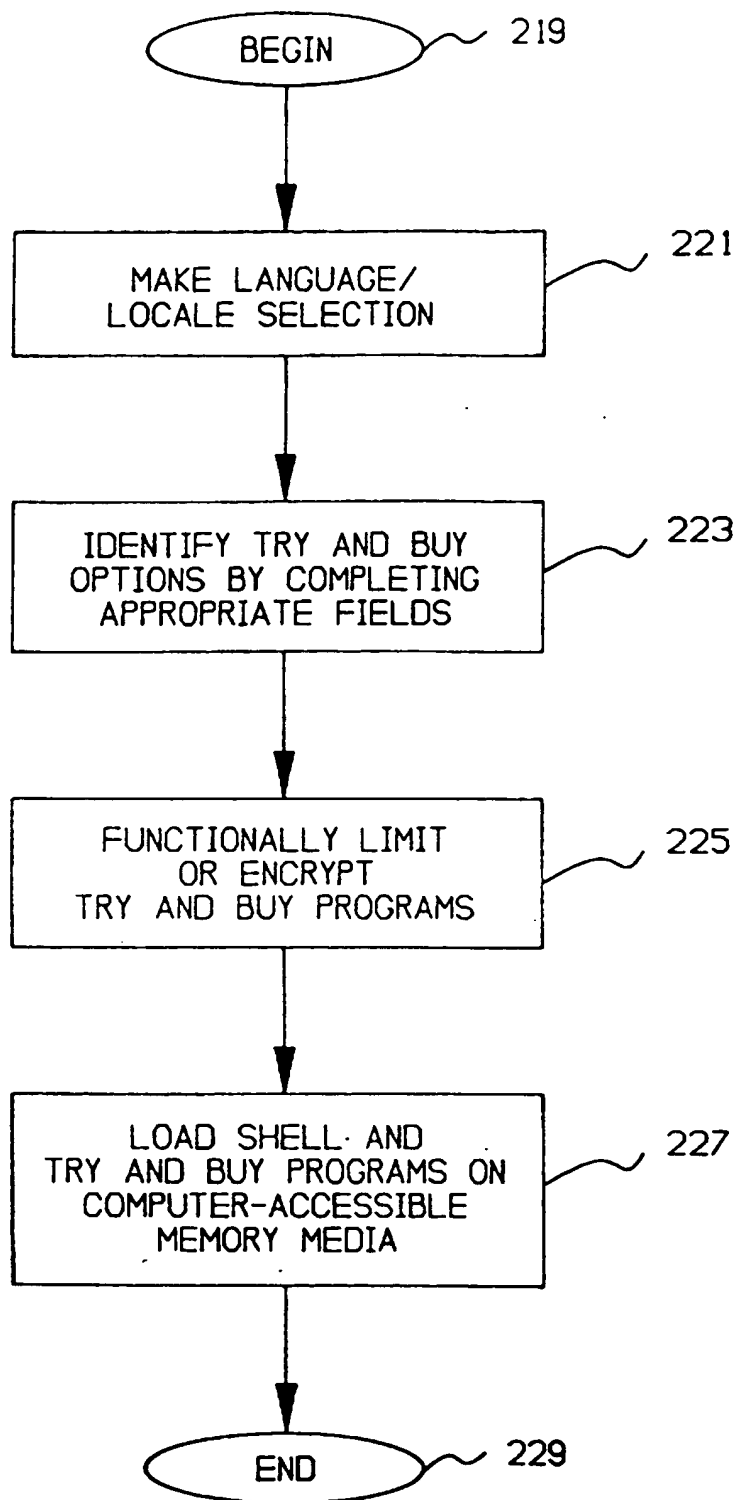 BEGIN
219
MAKE LANGUAGE/
LOCALE SELECTION
221
IDENTIFY TRY AND BUY
OPTIONS BY COMPLETING
APPROPRIATE FIELDS
223
FUNCTIONALLY LIMIT
OR ENCRYPT
TRY AND BUY PROGRAMS
225
LOAD SHELL AND
TRY AND BUY PROGRAMS ON
COMPUTER-ACCESSIBLE
MEMORY MEDIA
227
END
229